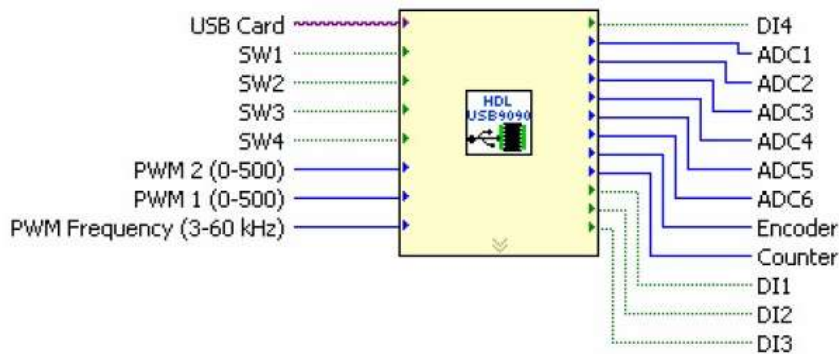 USB Card
SW1
SW2
SW3
SW4
PWM 2 (0-500)
PWM 1 (0-500)
PWM Frequency (3-60 kHz)
HDL
USB9090
DI4
ADC1
ADC2
ADC3
ADC4
ADC5
ADC6
Encoder
Counter
DI1
DI2
DI3